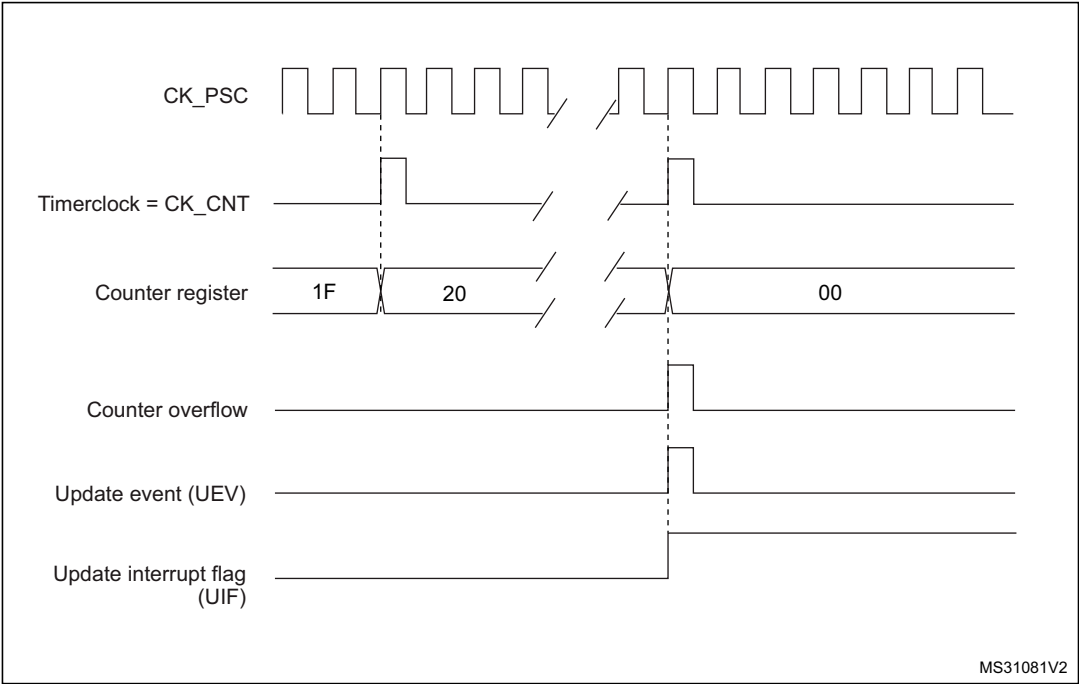 CK_PSC
Timerclock = CK_CNT
Counter register
1F
20
00
Counter overflow
Update event (UEV)
Update interrupt flag
(UIF)
MS31081V2